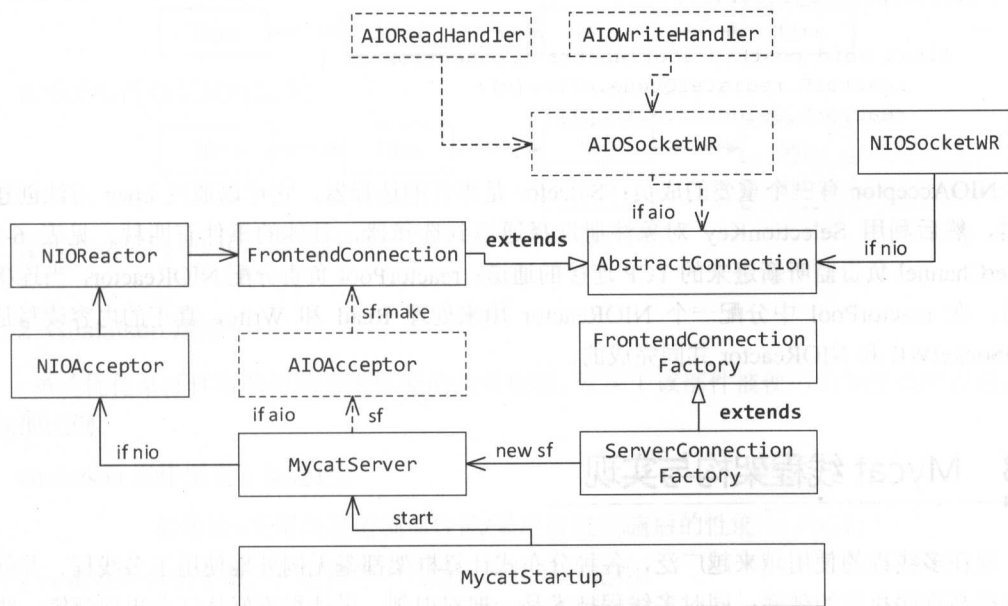 AIOReadHandler
AIOWriteHandler
AIOSocketWR
NIOSocketWR
if aio
if nio
NIOReactor
FrontendConnection
extends
AbstractConnection
sf.make
NIOAcceptor
AIOAcceptor
FrontendConnection
Factory
if aio
sf
extends
if nio
MycatServer
new sf
ServerConnection
Factory
start
MycatStartup